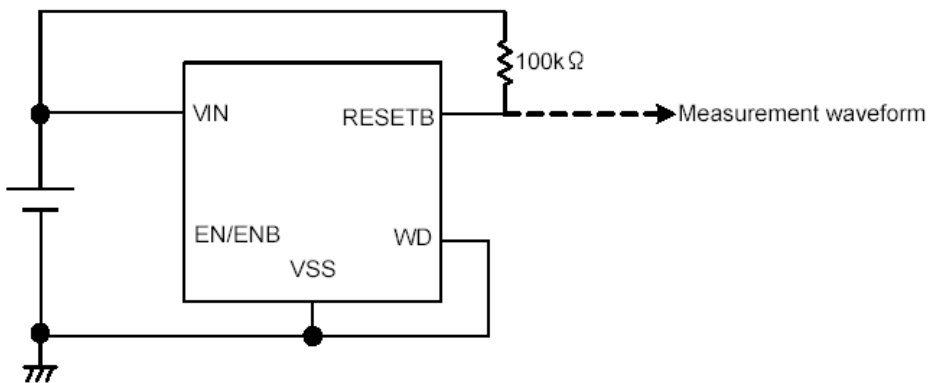 100kΩ
VIN
RESETB
Measurement waveform
EN/ENB
WD
VSS